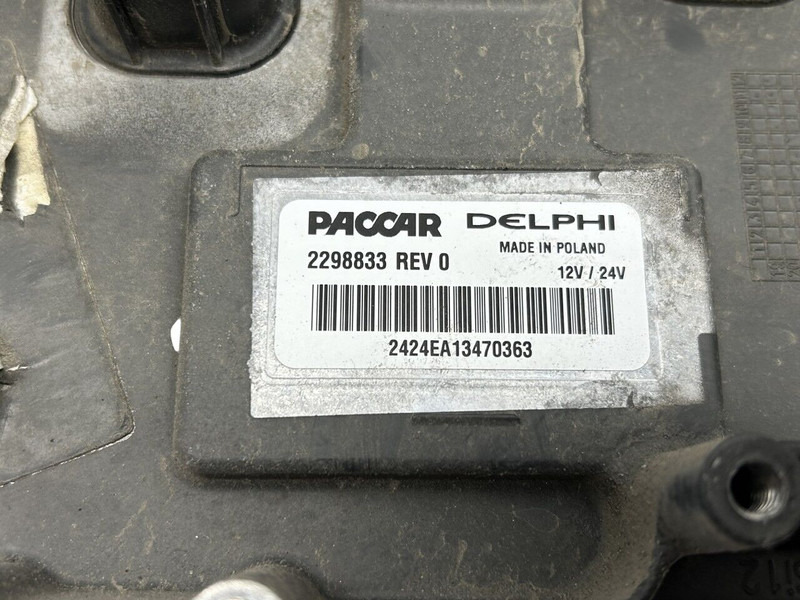 PACCAR DELPHI
MADE IN POLAND
2298833 REV 0
12V / 24V
2424EA13470363